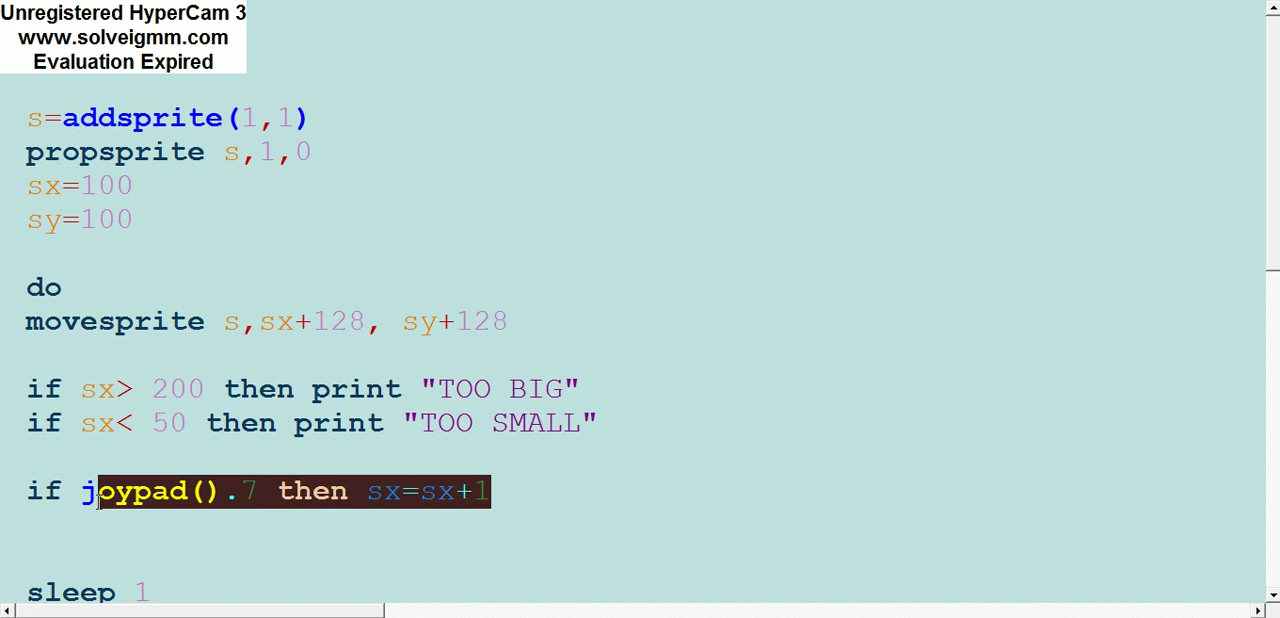 Unregistered HyperCam 3
www.solveigmm.com
Evaluation Expired
s=addsprite(1,1)
propsprite s,1,0
sx=100
sy=100
do
movesprite s,sx+128, sy+128
if sx> 200 then print "TOO BIG"
if sx< 50 then print "TOO SMALL"
if joypad().7 then sx=sx+1
sleep 1